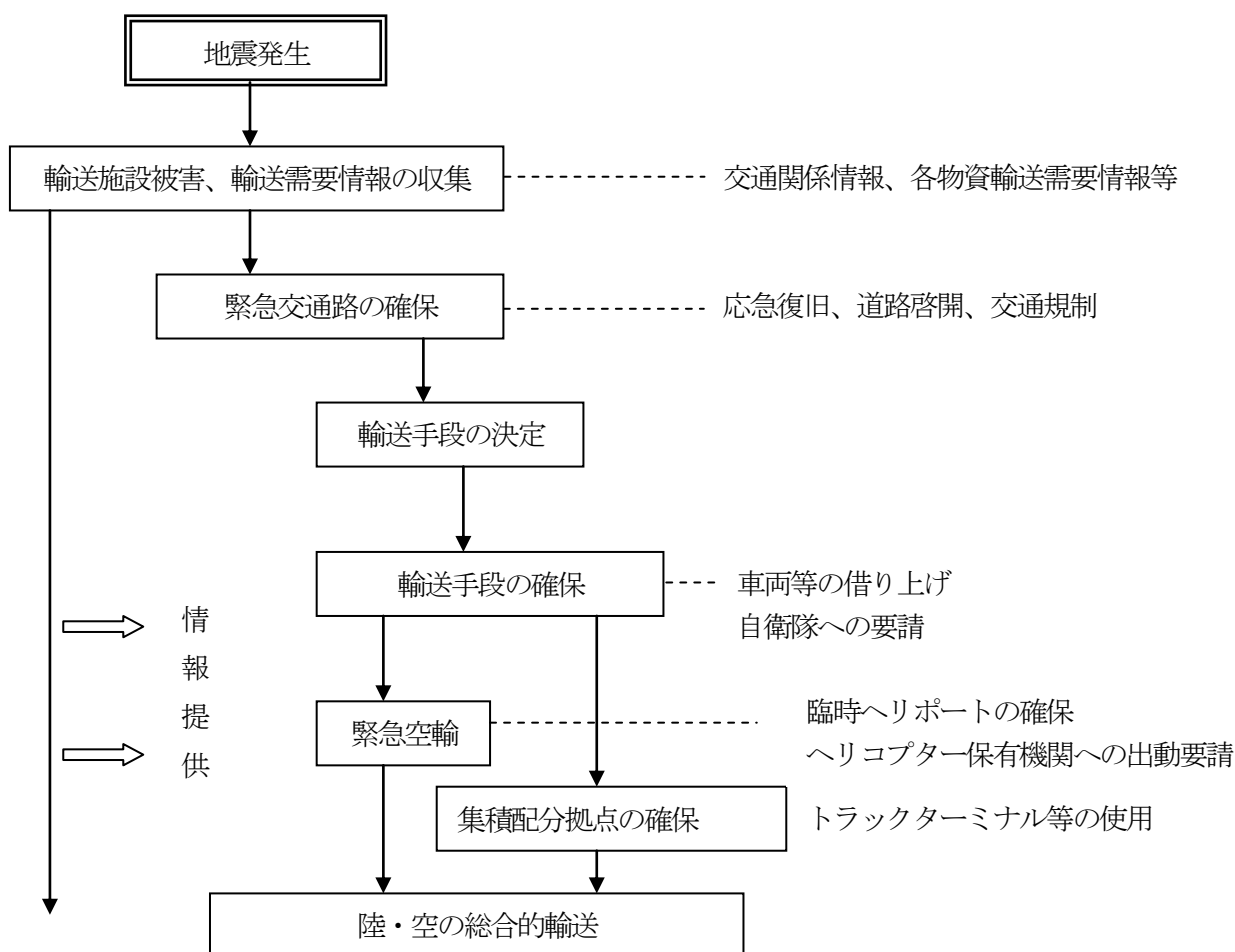 地震発生
輸送施設被害、輸送需要情報の収集
交通関係情報、各物資輸送需要情報等
緊急交通路の確保
応急復旧、道路啓開、交通規制
輸送手段の決定
輸送手段の確保
車両等の借り上げ
自衛隊への要請
情報提供
緊急空輸
臨時ヘリポートの確保
ヘリコプター保有機関への出動要請
集積配分拠点の確保
トラックターミナル等の使用
陸・空の総合的輸送